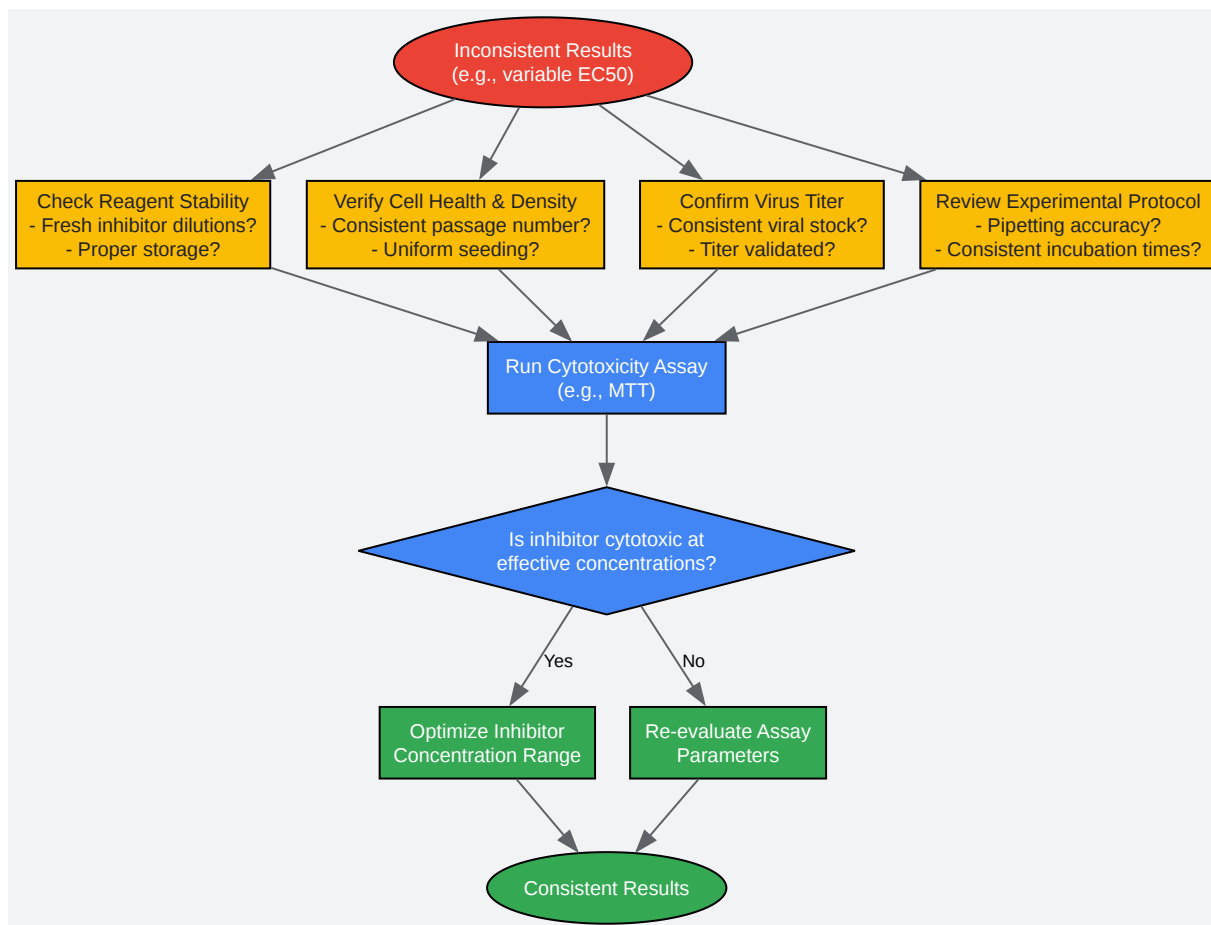 Inconsistent Results
(e.g., variable EC50)
Check Reagent Stability
- Fresh inhibitor dilutions?
- Proper storage?
Verify Cell Health & Density
- Consistent passage number?
- Uniform seeding?
Confirm Virus Titer
- Consistent viral stock?
- Titer validated?
Review Experimental Protocol
- Pipetting accuracy?
- Consistent incubation times?
Run Cytotoxicity Assay
(e.g., MTT)
Is inhibitor cytotoxic at
effective concentrations?
Yes
No
Optimize Inhibitor
Concentration Range
Re-evaluate Assay
Parameters
Consistent Results